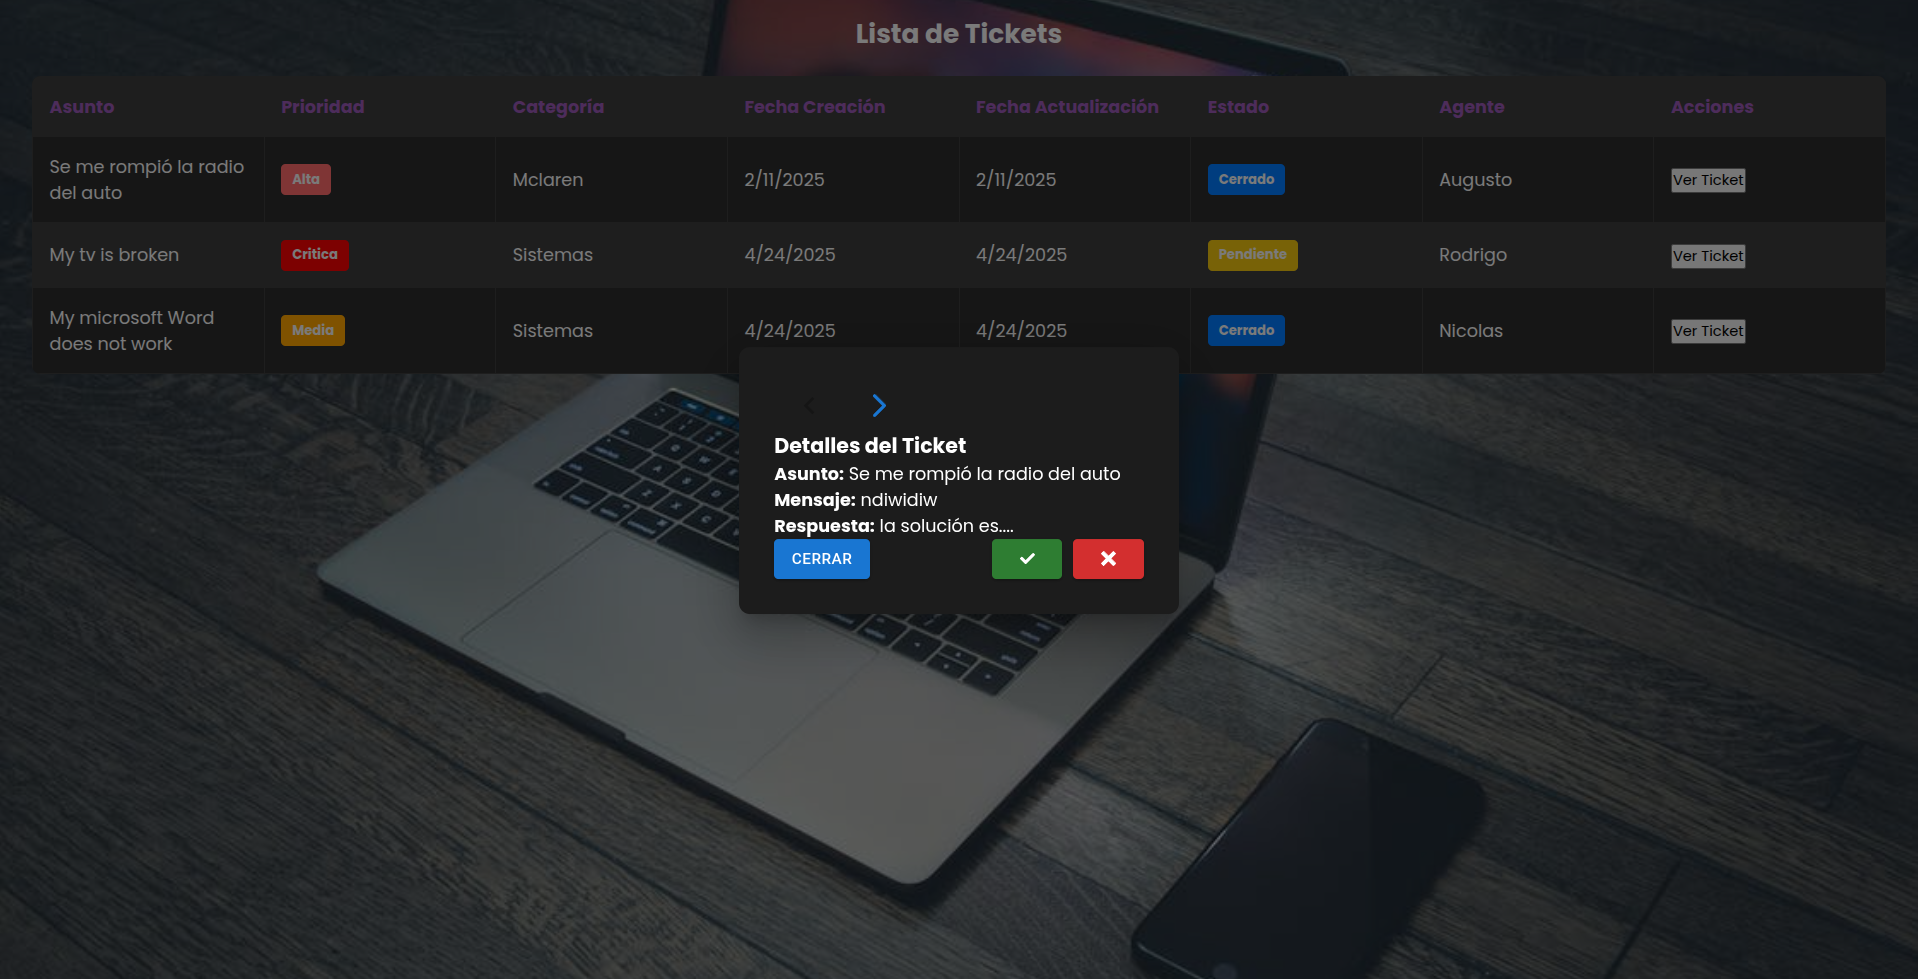 Lista de Tickets
Asunto Prioridad Categoría Fecha Creación Fecha Actualización Estado Agente Acciones
Se me rompió la radio
del auto
Alta Mclaren 2/11/2025 2/11/2025 Cerrado Augusto Ver Ticket
My tv is broken Critica Sistemas 4/24/2025 4/24/2025 Pendiente Rodrigo Ver Ticket
My microsoft Word
does not work
Media Sistemas 4/24/2025 4/24/2025 Cerrado Nicolas Ver Ticket
Detalles del Ticket
Asunto: Se me rompió la radio del auto
Mensaje: ndiwidiw
Respuesta: la solución es....
CERRAR